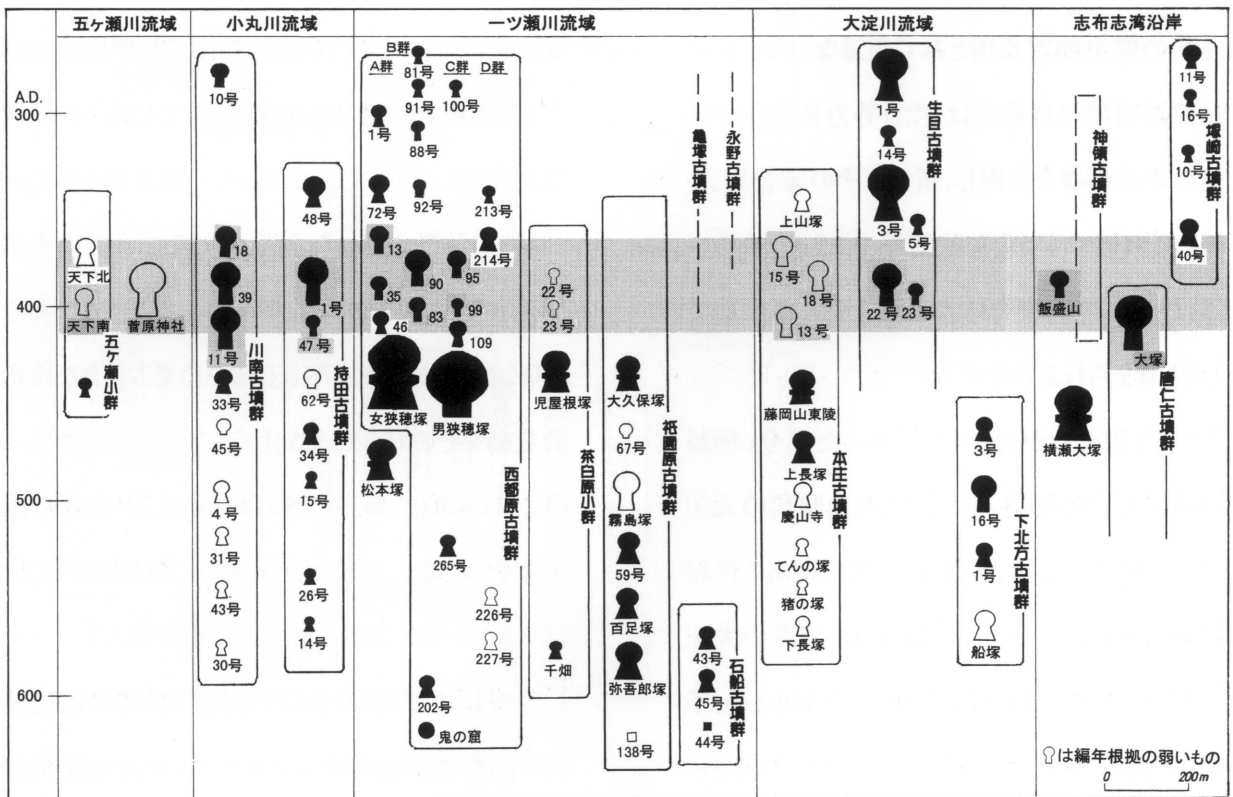 五ヶ瀬川流域
小丸川流域
一ツ瀬川流域
大淀川流域
志布志湾沿岸
A.D.
300
400
500
600
天下北
天下南
菅原神社
五ヶ瀬小群
10号
18
39
11号
33号
45号
4号
31号
43号
30号
川南古墳群
48号
1号
47号
62号
34号
15号
26号
14号
持田古墳群
B群
A群
C群
D群
81号
91号
100号
1号
88号
72号
92号
213号
13
214号
90
95
35
83
99
46
109
女狭穂塚
男狭穂塚
松本塚
265号
226号
227号
202号
鬼の窟
西都原古墳群
22号
23号
児屋根塚
千畑
茶臼原小群
大久保塚
67号
霧島塚
59号
百足塚
弥吾郎塚
138号
祇園原古墳群
亀塚古墳群
永野古墳群
43号
45号
44号
石船古墳群
上山塚
15号
18号
13号
藤岡山東陵
上長塚
慶山寺
てんの塚
猪の塚
下長塚
本庄古墳群
1号
14号
3号
5号
22号
23号
生目古墳群
3号
16号
1号
船塚
下北方古墳群
神領古墳群
飯盛山
横瀬大塚
大塚
唐仁古墳群
11号
16号
10号
40号
塚崎古墳群
は編年根拠の弱いもの
0 200m